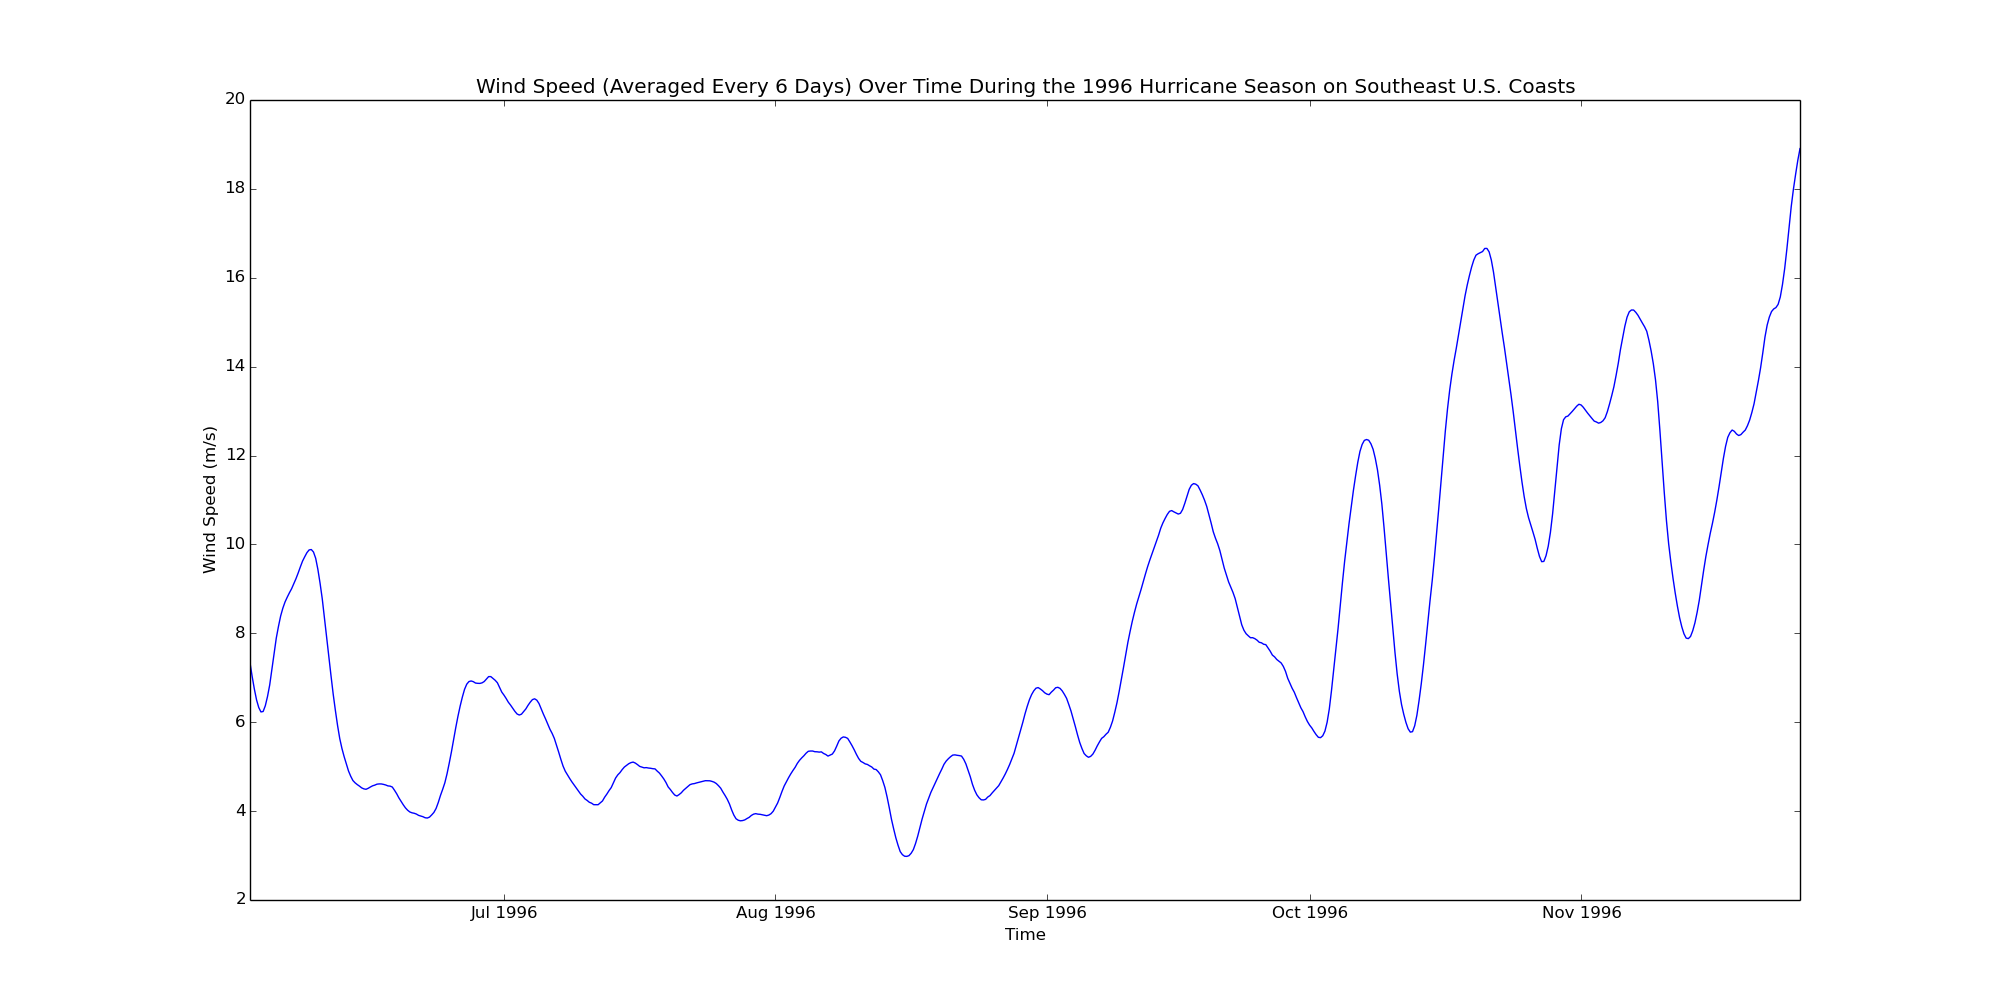 Wind Speed (Averaged Every 6 Days) Over Time During the 1996 Hurricane Season on Southeast U.S. Coasts
20
18
16
14
12
10
8
6
4
2
Wind Speed (m/s)
Jul 1996 Aug 1996 Sep 1996 Oct 1996 Nov 1996
Time